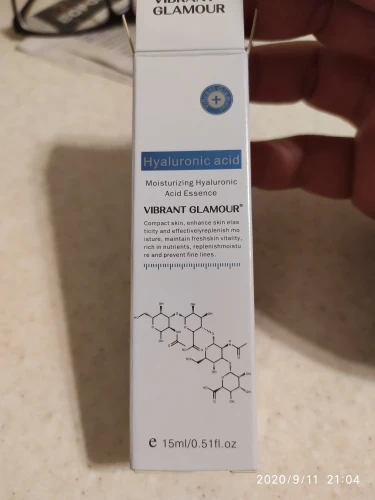 VIBRANT
GLAMOUR
Hyaluronic acid
Moisturizing Hyaluronic
Acid Essence
VIBRANT GLAMOUR®
Compact skin, enhance skin elas
ticity and effectivelyreplenish mo
isture, maintain freshskin vitality,
rich in nutrients, replenishmoistu
re and prevent fine lines.
e 15ml/0.51fl.oz
2020/9/11 21:04